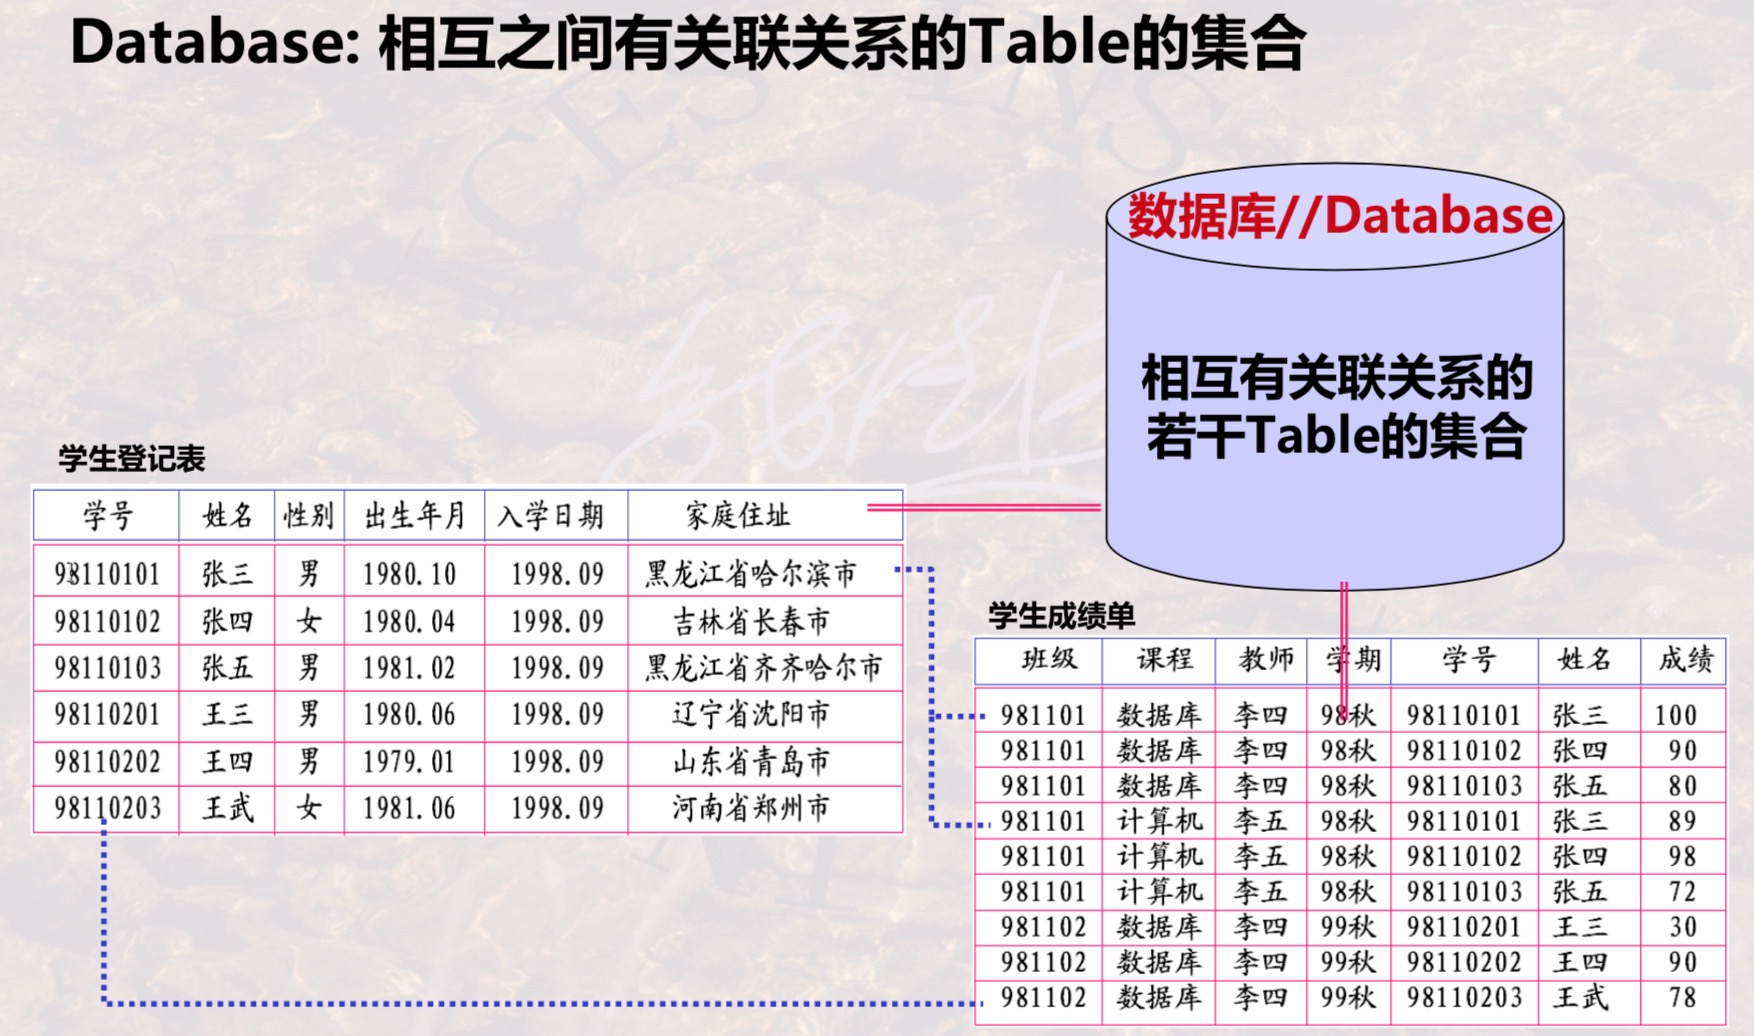 Database: 相互之间有关联关系的Table的集合
数据库//Database
相互有关联关系的
若干Table的集合
学生登记表
学号 姓名 性别 出生年月 入学日期 家庭住址
98110101 张三 男 1980.10 1998.09 黑龙江省哈尔滨市
98110102 张四 女 1980.04 1998.09 吉林省长春市
98110103 张五 男 1981.02 1998.09 黑龙江省齐齐哈尔市
98110201 王三 男 1980.06 1998.09 辽宁省沈阳市
98110202 王四 男 1979.01 1998.09 山东省青岛市
98110203 王武 女 1981.06 1998.09 河南省郑州市
学生成绩单
班级 课程 教师 学期 学号 姓名 成绩
981101 数据库 李四 98秋 98110101 张三 100
981101 数据库 李四 98秋 98110102 张四 90
981101 数据库 李四 98秋 98110103 张五 80
981101 计算机 李五 98秋 98110101 张三 89
981101 计算机 李五 98秋 98110102 张四 98
981101 计算机 李五 98秋 98110103 张五 72
981102 数据库 李四 99秋 98110201 王三 30
981102 数据库 李四 99秋 98110202 王四 90
981102 数据库 李四 99秋 98110203 王武 78